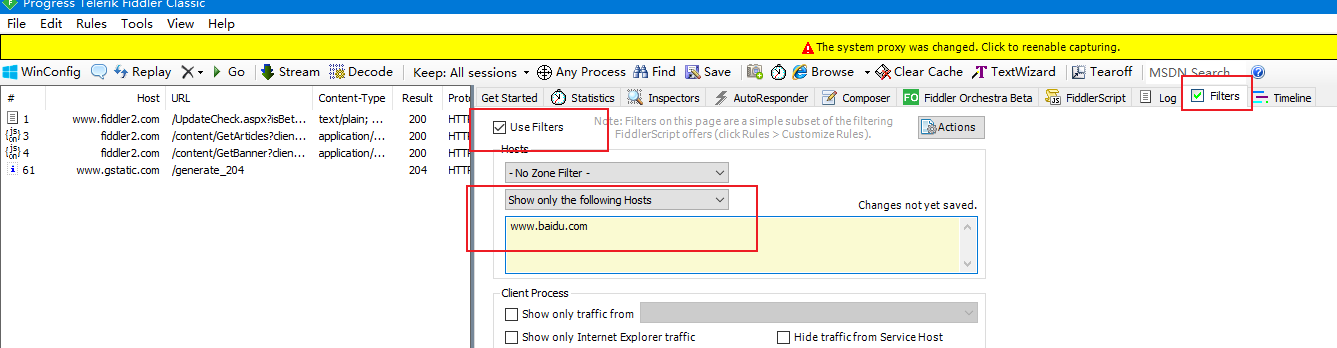 Progress Telerik Fiddler Classic
File Edit Rules Tools View Help
The system proxy was changed. Click to reenable capturing.
WinConfig Replay Go Stream Decode Keep: All sessions Any Process Find Save Browse Clear Cache TextWizard Tearoff MSDN Search...
# Host URL Content-Type Result Proto
1 www.fiddler2.com /UpdateCheck.aspx?isBet... text/plain; ... 200 HTTP
3 fiddler2.com /content/GetArticles?clien... application/... 200 HTTP
4 fiddler2.com /content/GetBanner?clien... application/... 200 HTTP
61 www.gstatic.com /generate_204 204 HTTP
Get Started Statistics Inspectors AutoResponder Composer FO Fiddler Orchestra Beta FiddlerScript Log Filters Timeline
Use Filters
Note: Filters on this page are a simple subset of the filtering
FiddlerScript offers (click Rules > Customize Rules).
Actions
Hosts
- No Zone Filter -
Show only the following Hosts
Changes not yet saved.
www.baidu.com
Client Process
Show only traffic from
Show only Internet Explorer traffic Hide traffic from Service Host